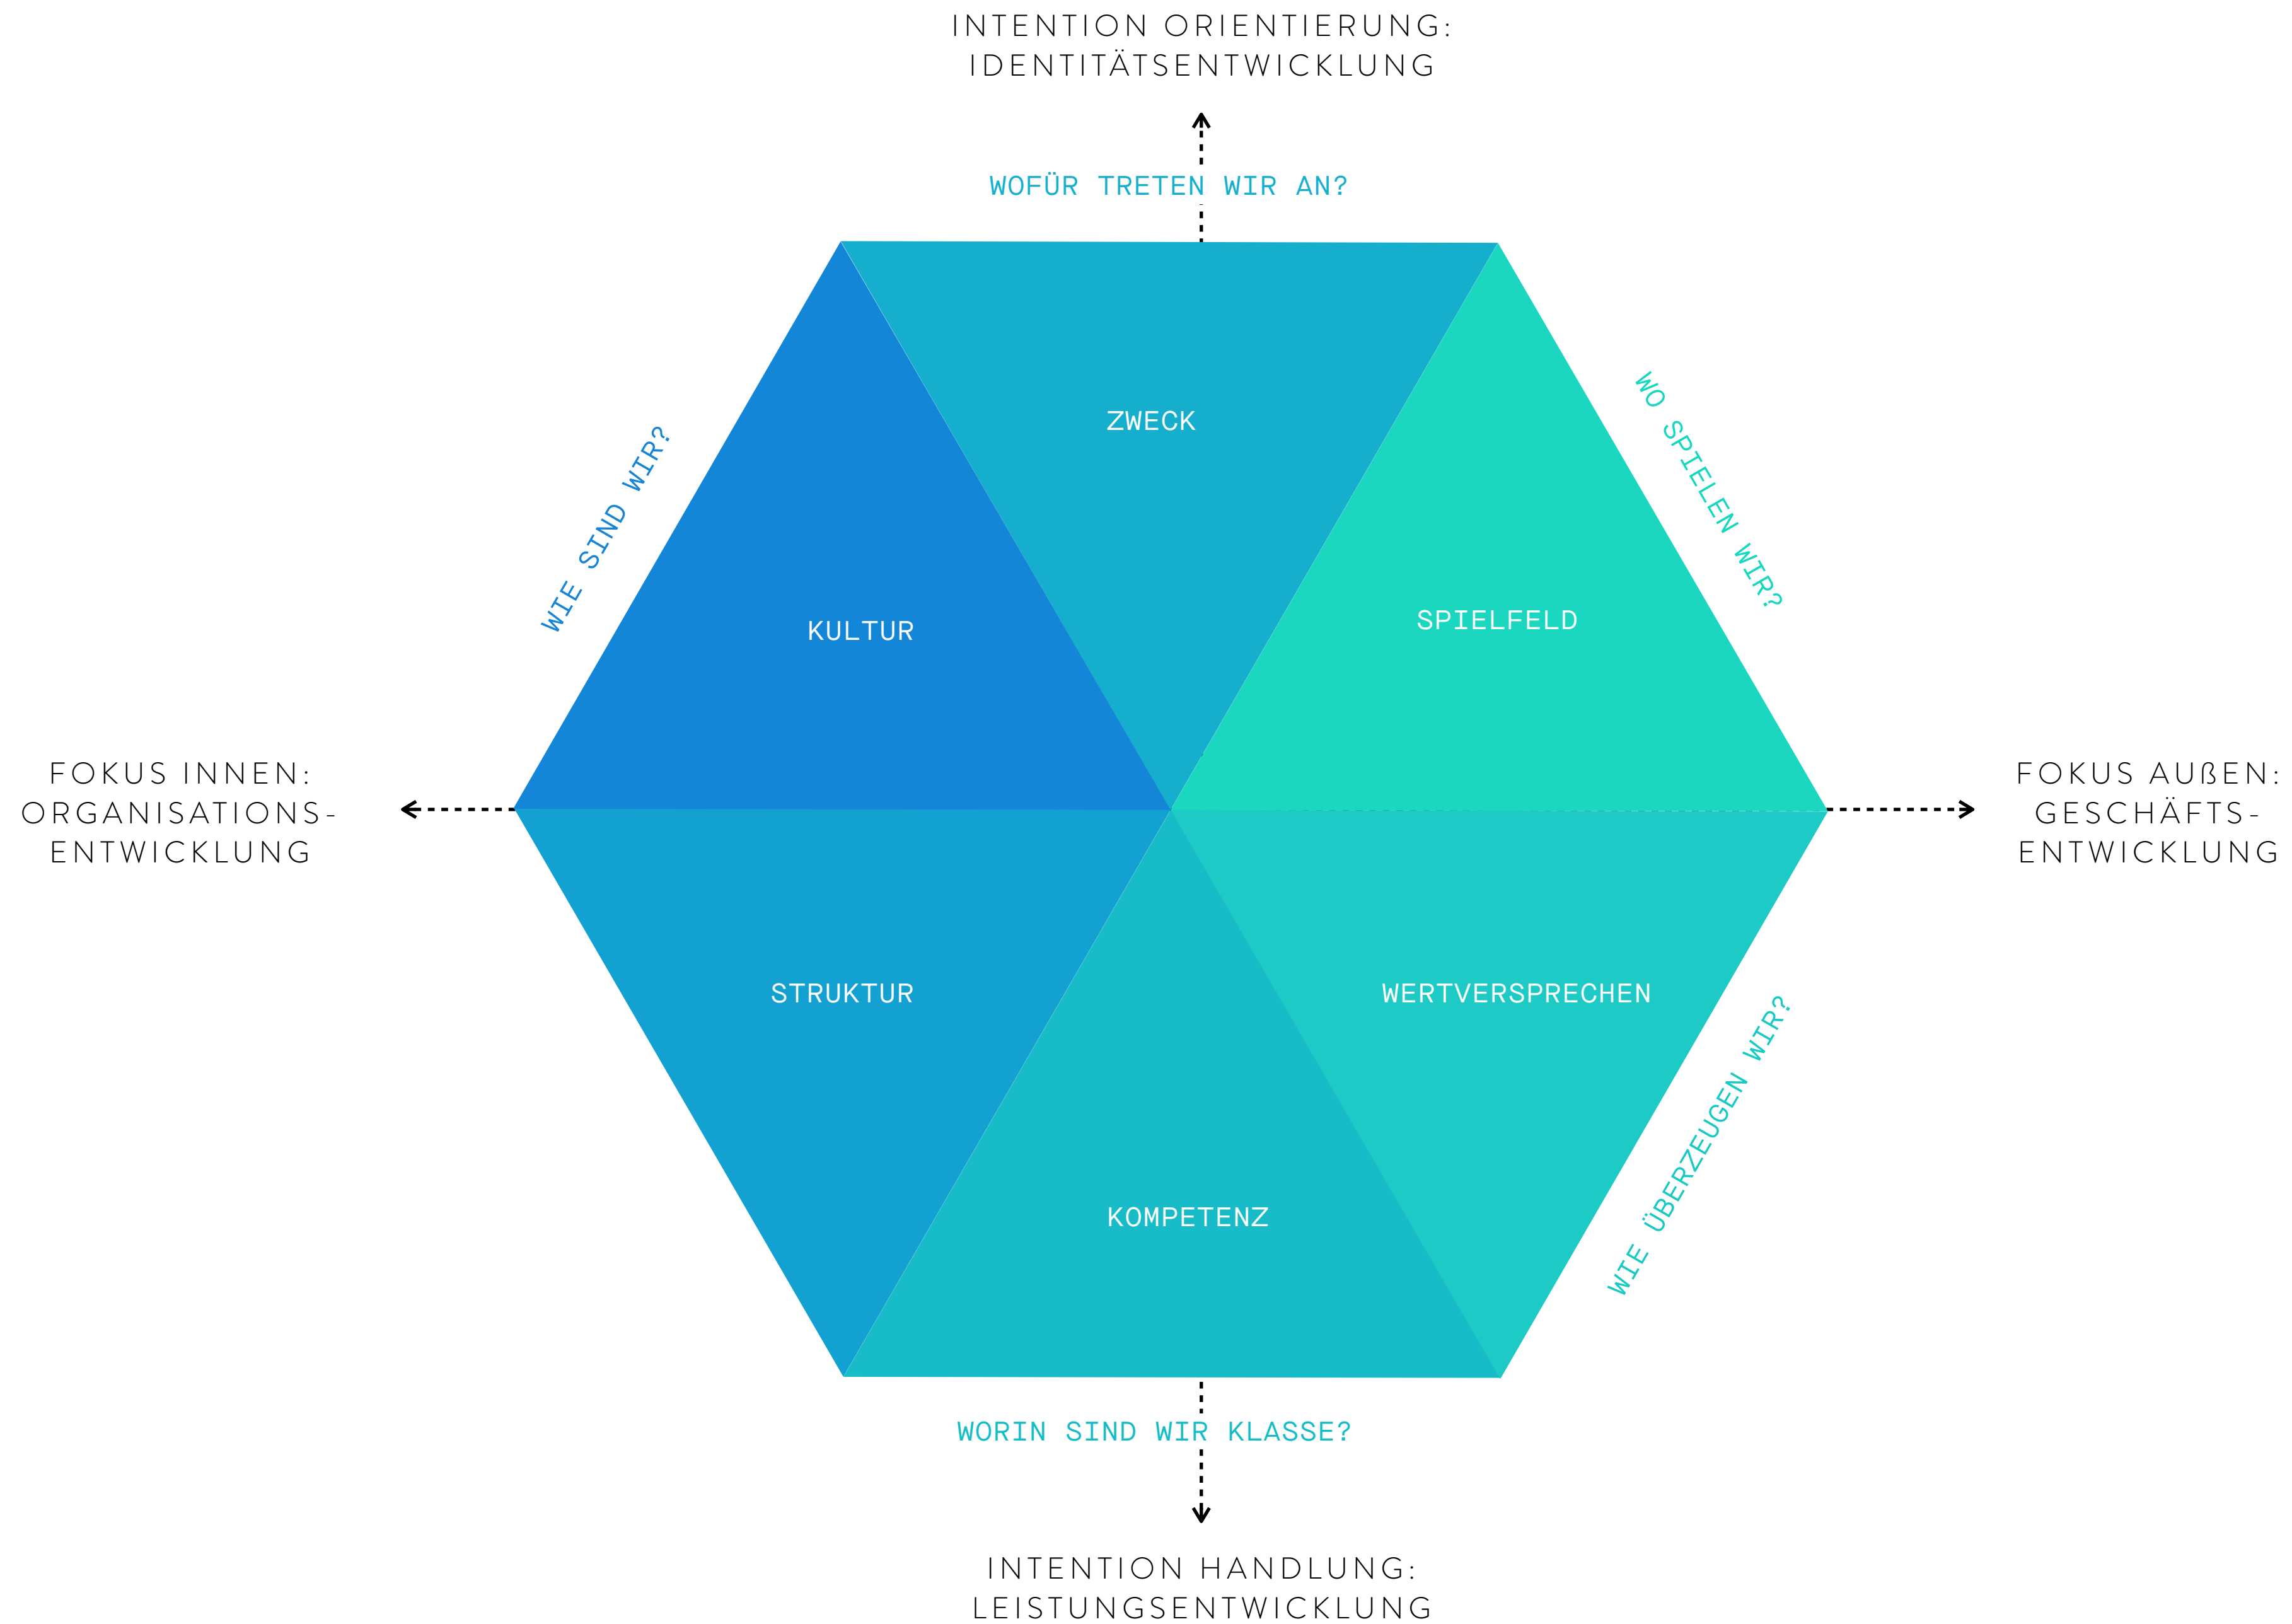 INTENTION ORIENTIERUNG:
IDENTITÄTSENTWICKLUNG
WOFÜR TRETEN WIR AN?
WIE SIND WIR?
WO SPIELEN WIR?
ZWECK
KULTUR
SPIELFELD
FOKUS INNEN:
ORGANISATIONS-
ENTWICKLUNG
FOKUS AUßEN:
GESCHÄFTS-
ENTWICKLUNG
STRUKTUR
WERTVERSPRECHEN
WIE ÜBERZEUGEN WIR?
KOMPETENZ
WORIN SIND WIR KLASSE?
INTENTION HANDLUNG:
LEISTUNGSENTWICKLUNG